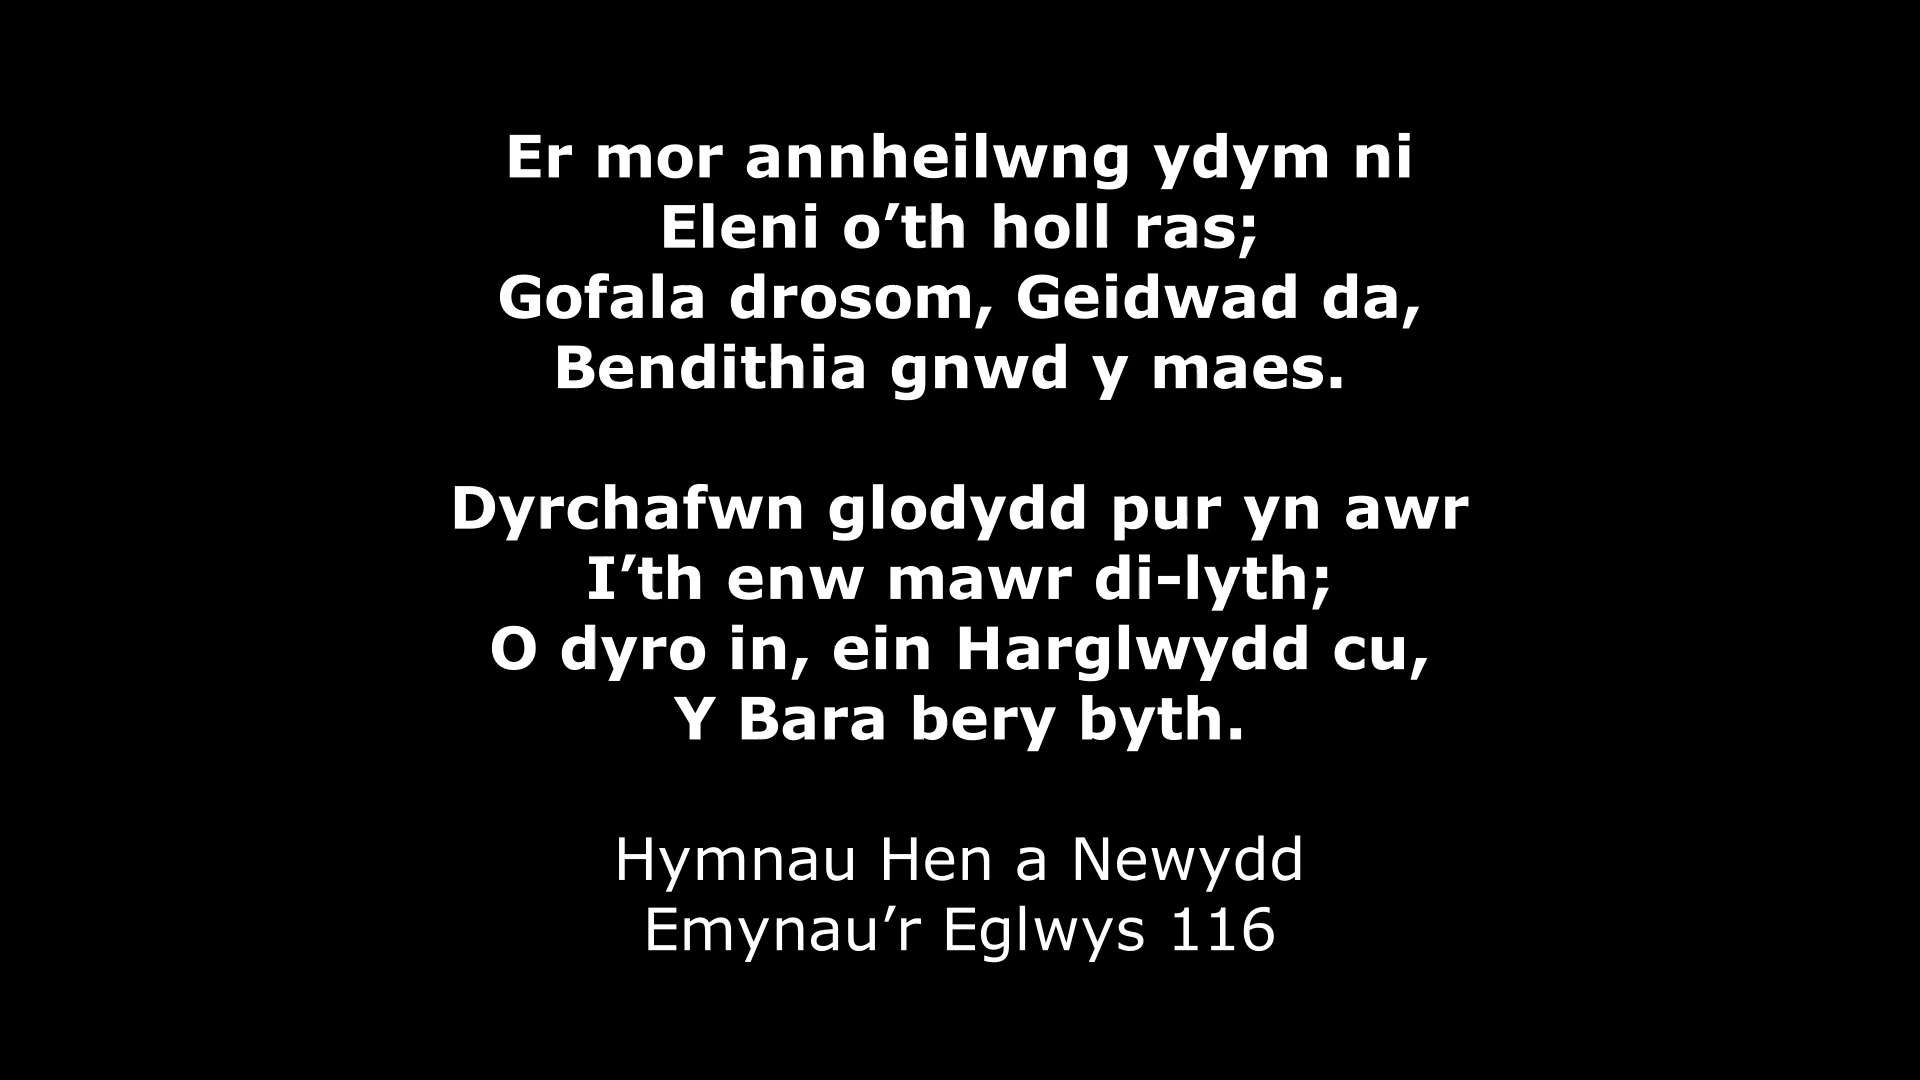 Er mor annheilwng ydym ni
Eleni o’th holl ras;
Gofala drosom, Geidwad da,
Bendithia gnwd y maes.

Dyrchafwn glodydd pur yn awr
I’th enw mawr di-lyth;
O dyro in, ein Harglwydd cu,
Y Bara bery byth.

Hymnau Hen a Newydd
Emynau’r Eglwys 116